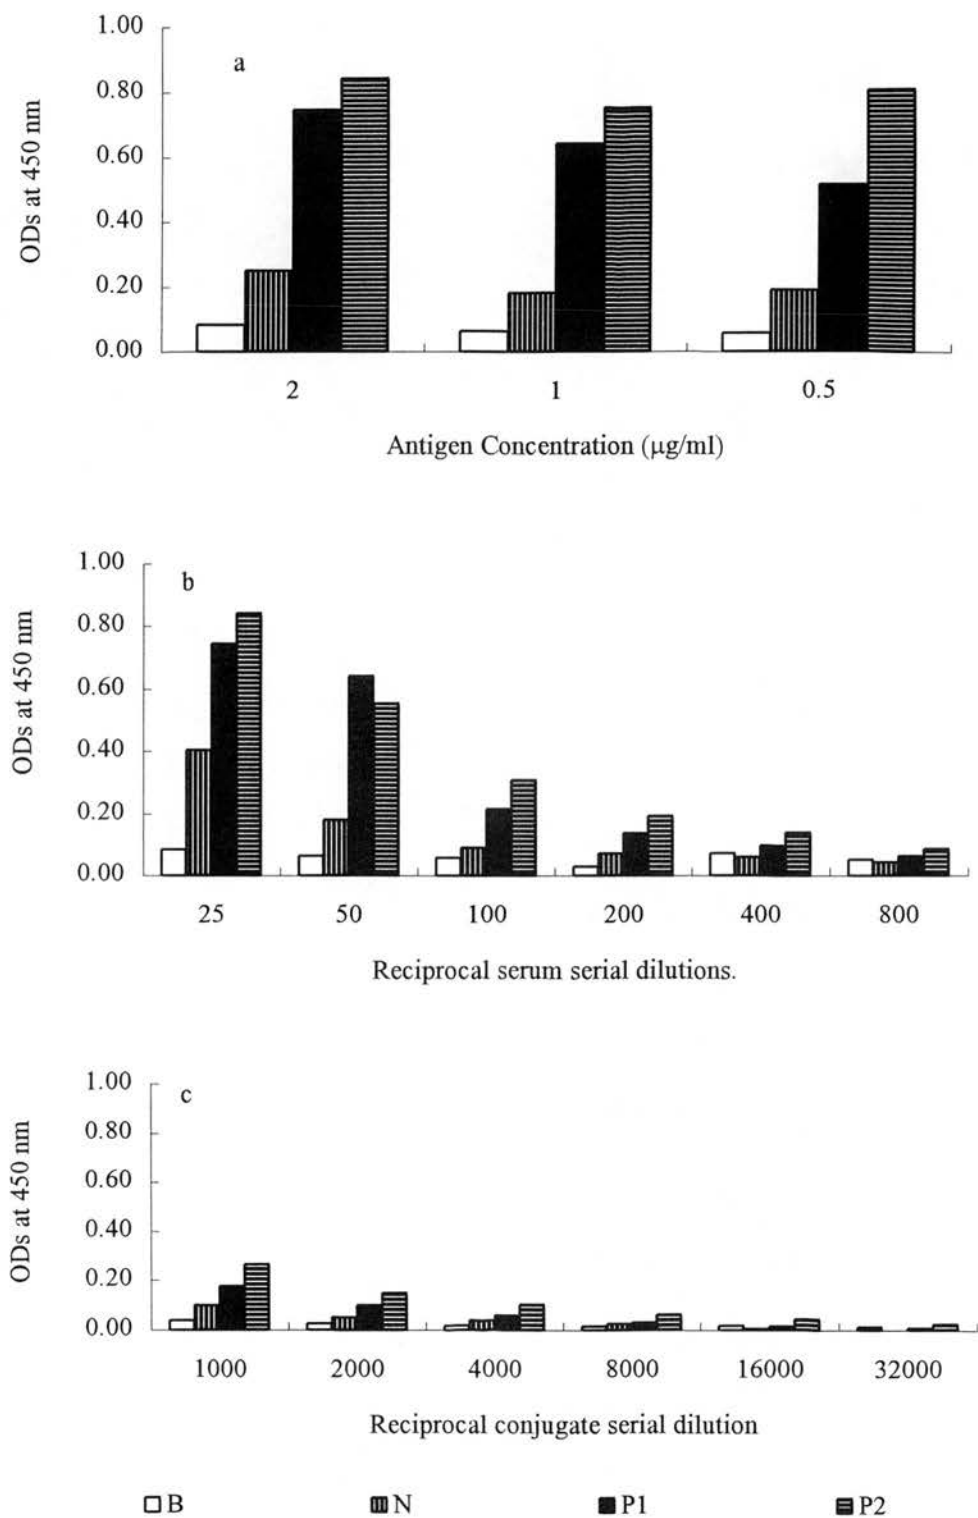 1.00
a
0.80
0.60
0.40
0.20
0.00
ODs at 450 nm
2 1 0.5
Antigen Concentration (μg/ml)
1.00
b
0.80
0.60
0.40
0.20
0.00
ODs at 450 nm
25 50 100 200 400 800
Reciprocal serum serial dilutions.
1.00
c
0.80
0.60
0.40
0.20
0.00
ODs at 450 nm
1000 2000 4000 8000 16000 32000
Reciprocal conjugate serial dilution
B N P1 P2